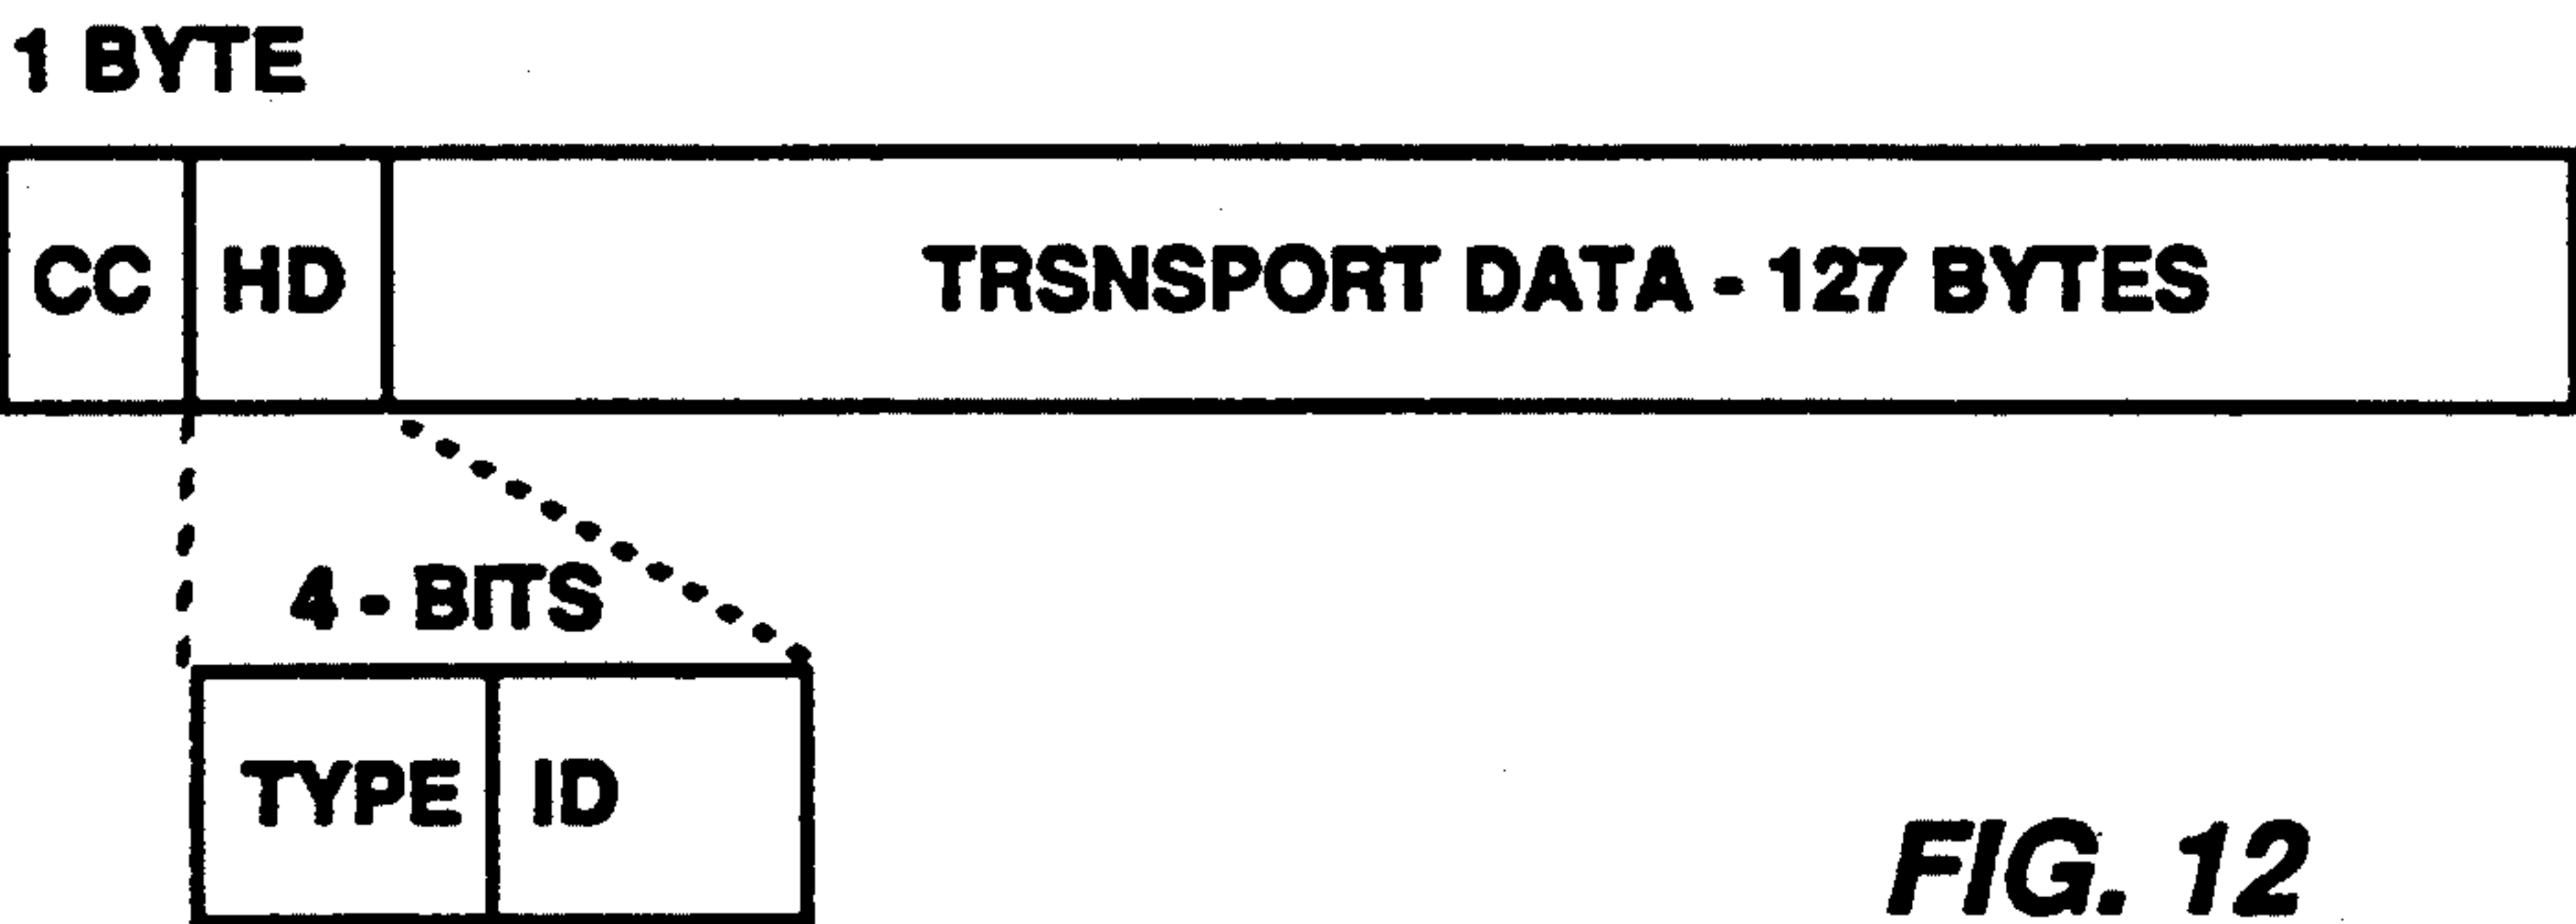 1 BYTE
CC HD TRSNSPORT DATA - 127 BYTES
4 - BITS
TYPE ID
FIG. 12